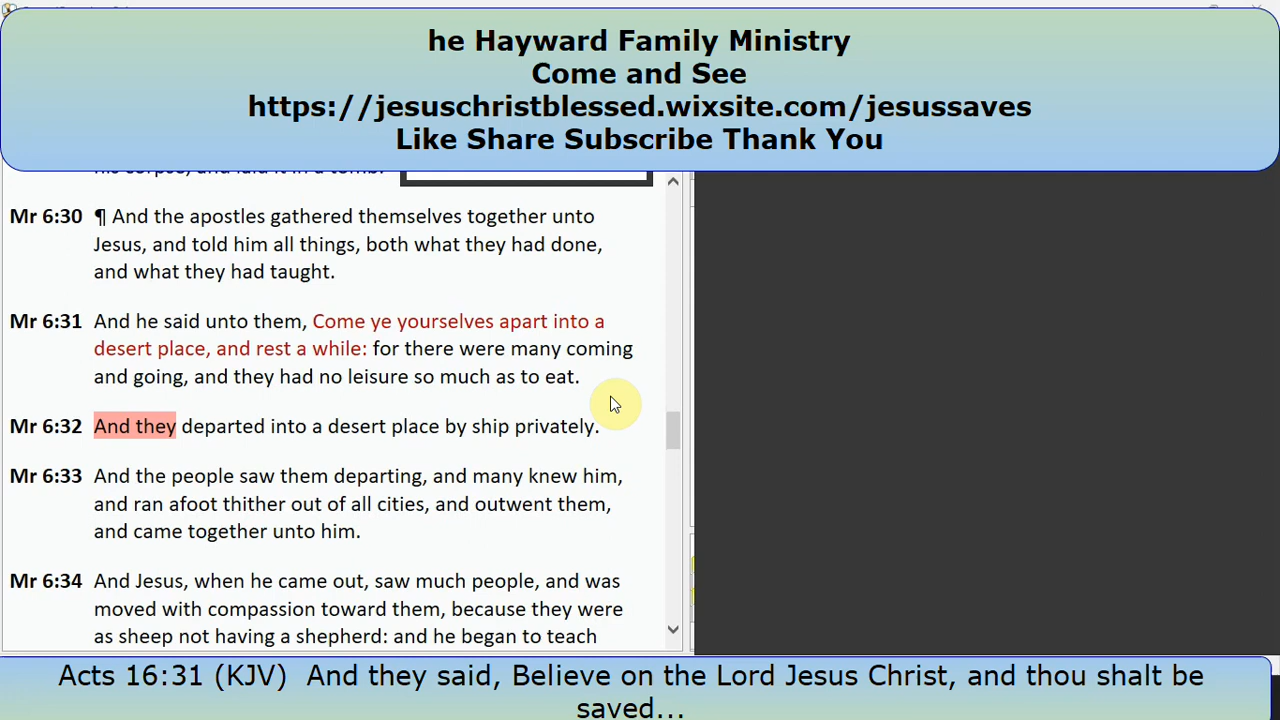 he Hayward Family Ministry
Come and See
https://jesuschristblessed.wixsite.com/jesussaves
Like Share Subscribe Thank You
his corpse, and laid it in a tomb.
Mr 6:30 ¶ And the apostles gathered themselves together unto
Jesus, and told him all things, both what they had done,
and what they had taught.
Mr 6:31 And he said unto them, Come ye yourselves apart into a
desert place, and rest a while: for there were many coming
and going, and they had no leisure so much as to eat.
Mr 6:32 And they departed into a desert place by ship privately.
Mr 6:33 And the people saw them departing, and many knew him,
and ran afoot thither out of all cities, and outwent them,
and came together unto him.
Mr 6:34 And Jesus, when he came out, saw much people, and was
moved with compassion toward them, because they were
as sheep not having a shepherd: and he began to teach
Acts 16:31 (KJV)  And they said, Believe on the Lord Jesus Christ, and thou shalt be
saved...